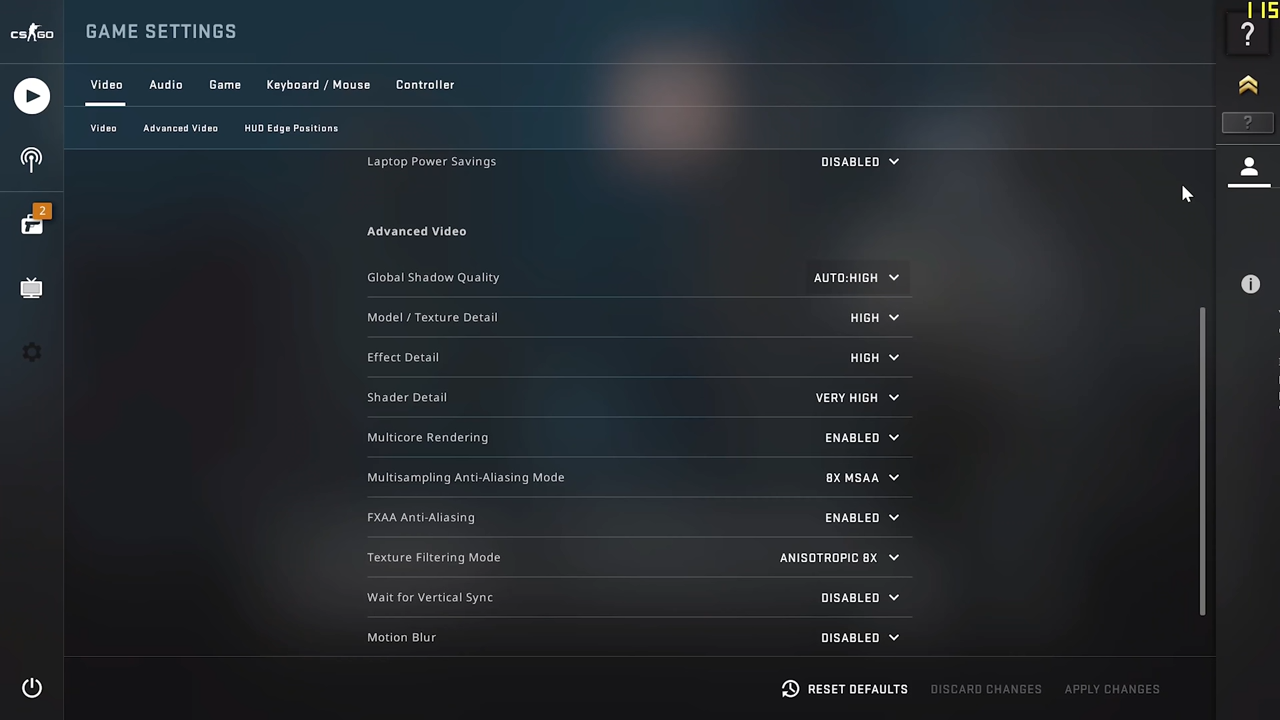 115
CS GO
GAME SETTINGS
?
Video Audio Game Keyboard / Mouse Controller
?
Video Advanced Video HUD Edge Positions
Laptop Power Savings DISABLED
2
Advanced Video
Global Shadow Quality AUTO:HIGH
Model / Texture Detail HIGH
Effect Detail HIGH
Shader Detail VERY HIGH
Multicore Rendering ENABLED
Multisampling Anti-Aliasing Mode 8X MSAA
FXAA Anti-Aliasing ENABLED
Texture Filtering Mode ANISOTROPIC 8X
Wait for Vertical Sync DISABLED
Motion Blur DISABLED
RESET DEFAULTS DISCARD CHANGES APPLY CHANGES